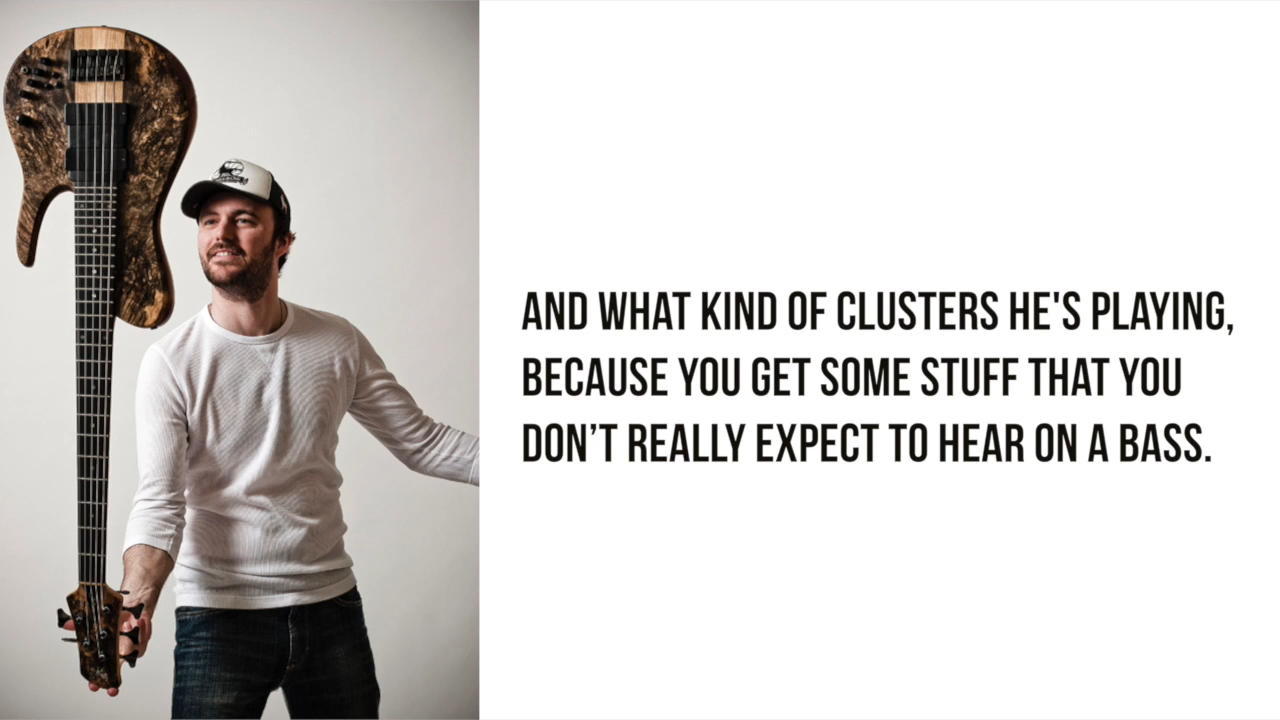 AND WHAT KIND OF CLUSTERS HE'S PLAYING,
BECAUSE YOU GET SOME STUFF THAT YOU
DON’T REALLY EXPECT TO HEAR ON A BASS.